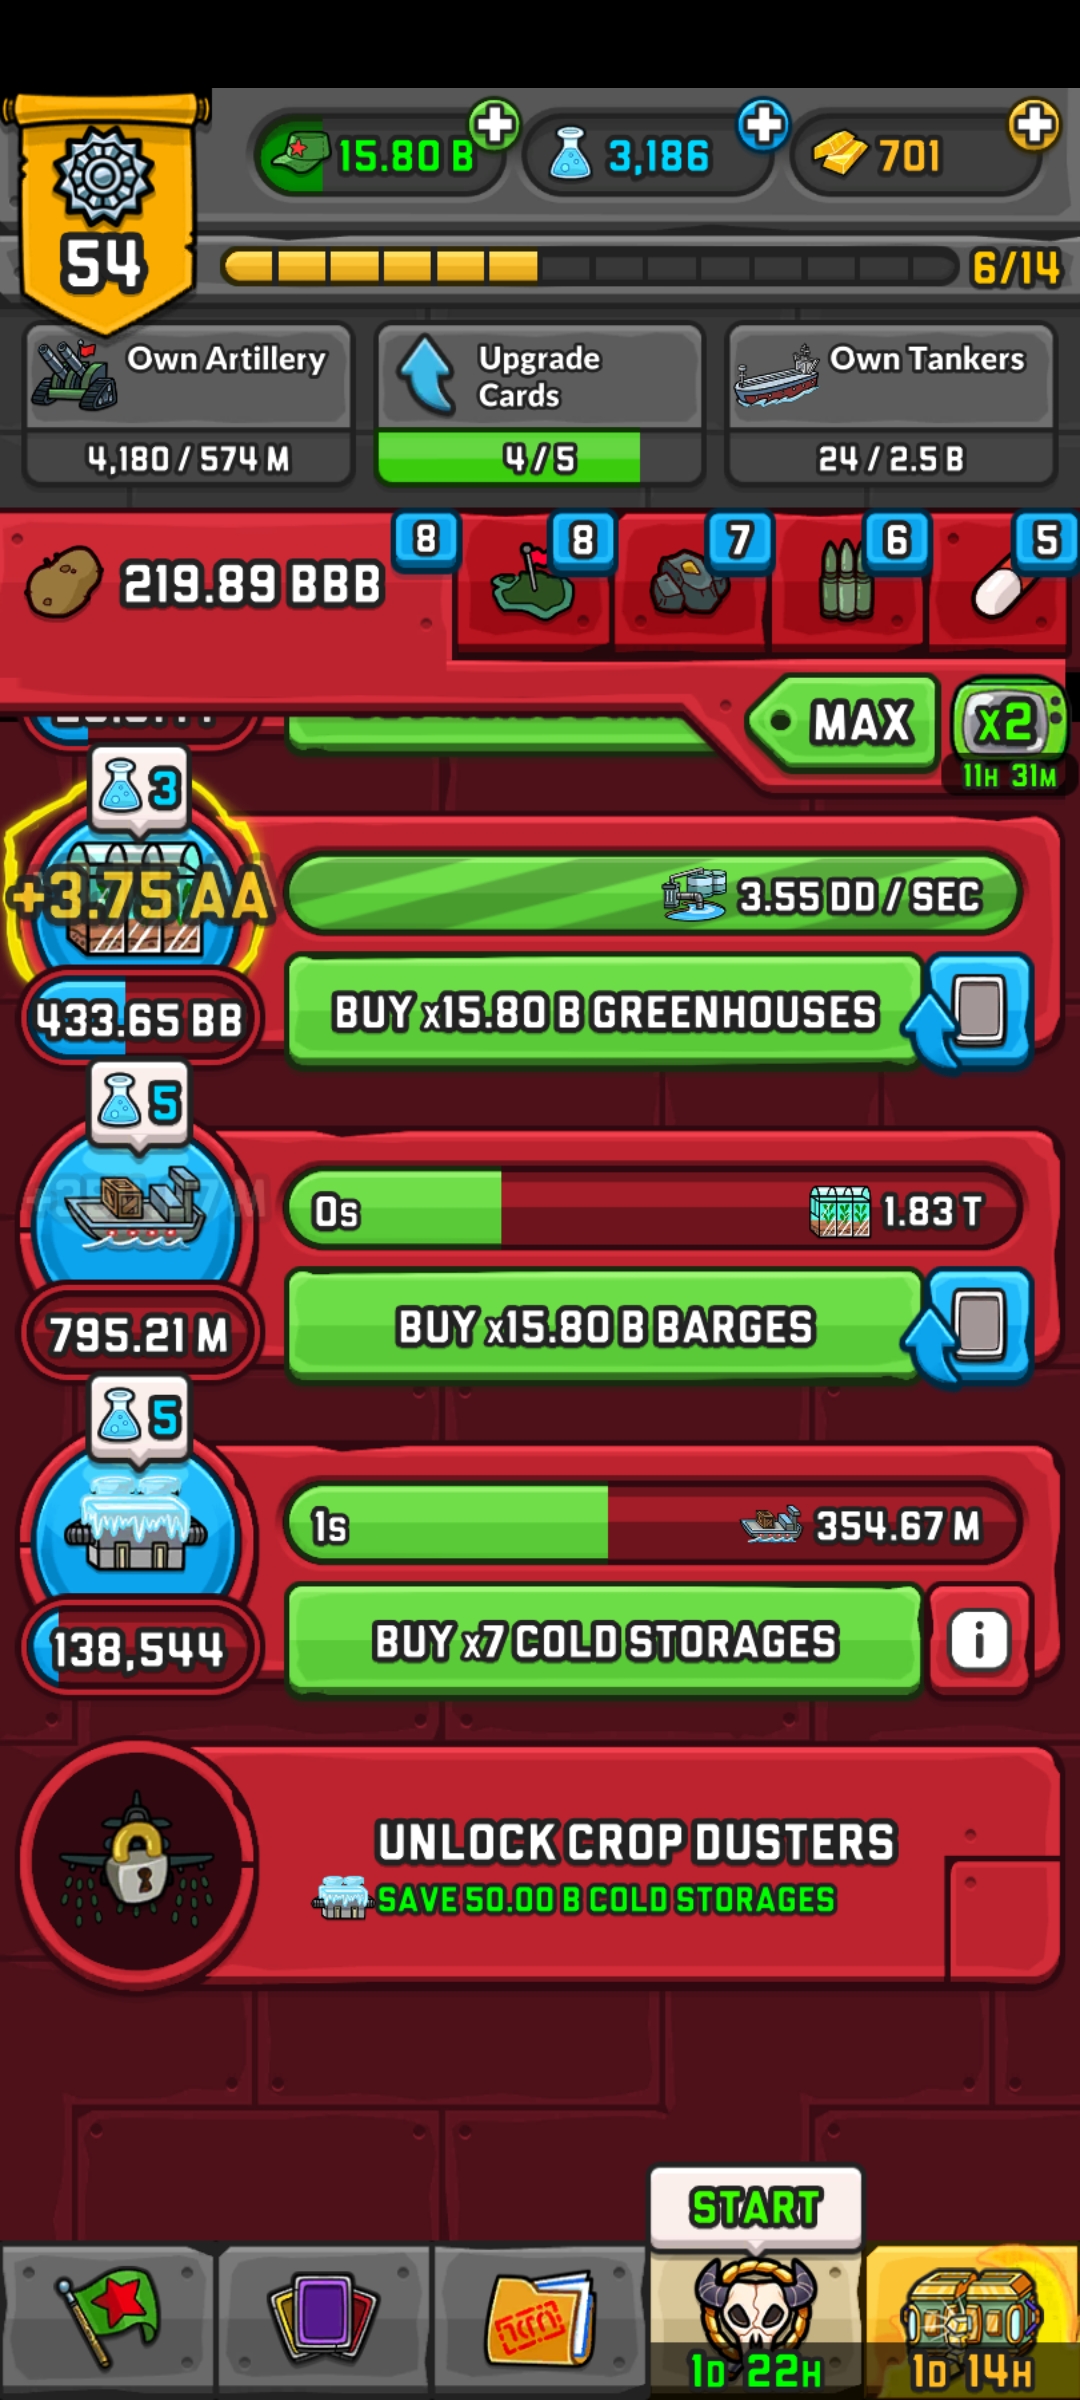 54
15.80 B
3,186
701
6/14
Own Artillery
4,180 / 574 M
Upgrade
Cards
4 / 5
Own Tankers
24 / 2.5 B
219.89 BBB
8
8
7
6
5
MAX
x2
11H 31M
3
+3.75 AA
3.55 DD / SEC
433.65 BB
BUY x15.80 B GREENHOUSES
5
0s
1.83 T
795.21 M
BUY x15.80 B BARGES
5
1s
354.67 M
138,544
BUY x7 COLD STORAGES
i
UNLOCK CROP DUSTERS
SAVE 50.00 B COLD STORAGES
START
1D 22H
1D 14H